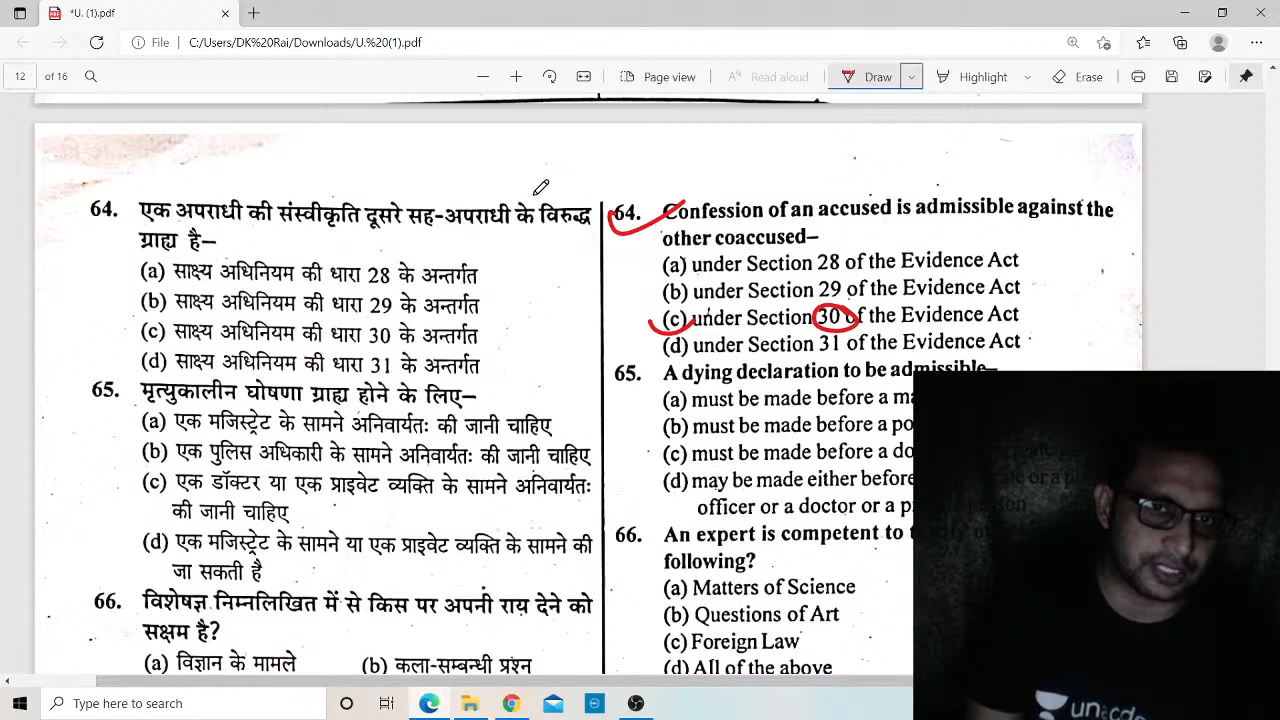 *U. (1).pdf
File
C:/Users/DK%20Rai/Downloads/U.%20(1).pdf
12 of 16
Page view
Read aloud
Draw
Highlight
Erase
64. एक अपराधी की संस्वीकृति दूसरे सह-अपराधी के विरुद्ध
ग्राह्य है–
(a) साक्ष्य अधिनियम की धारा 28 के अन्तर्गत
(b) साक्ष्य अधिनियम की धारा 29 के अन्तर्गत
(c) साक्ष्य अधिनियम की धारा 30 के अन्तर्गत
(d) साक्ष्य अधिनियम की धारा 31 के अन्तर्गत
65. मृत्युकालीन घोषणा ग्राह्य होने के लिए–
(a) एक मजिस्ट्रेट के सामने अनिवार्यतः की जानी चाहिए
(b) एक पुलिस अधिकारी के सामने अनिवार्यतः की जानी चाहिए
(c) एक डॉक्टर या एक प्राइवेट व्यक्ति के सामने अनिवार्यतः
की जानी चाहिए
(d) एक मजिस्ट्रेट के सामने या एक प्राइवेट व्यक्ति के सामने की
जा सकती है
66. विशेषज्ञ निम्नलिखित में से किस पर अपनी राय देने को
सक्षम है?
(a) विज्ञान के मामले (b) कला-सम्बन्धी प्रश्न
64. Confession of an accused is admissible against the
other coaccused–
(a) under Section 28 of the Evidence Act
(b) under Section 29 of the Evidence Act
(c) under Section 30 of the Evidence Act
(d) under Section 31 of the Evidence Act
65. A dying declaration to be admissible–
(a) must be made before a
(b) must be made before a
(c) must be made before a
(d) may be made either before
officer or a doctor or a person
66. An expert is competent to
following?
(a) Matters of Science
(b) Questions of Art
(c) Foreign Law
(d) All of the above
Type here to search